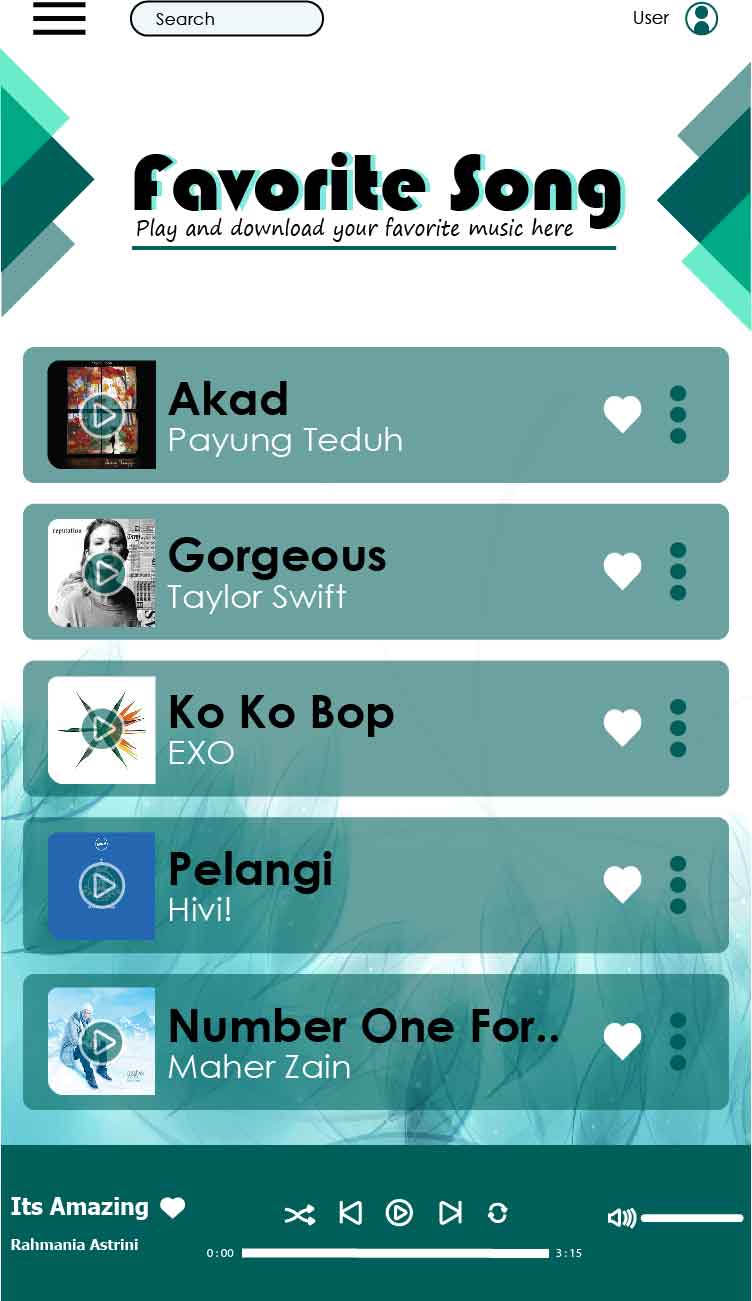 Search
User
Favorite Song
Play and download your favorite music here
Akad
Payung Teduh
reputation
Gorgeous
Taylor Swift
Ko Ko Bop
EXO
Pelangi
Hivi!
Number One For..
Maher Zain
Its Amazing
Rahmania Astrini
0:00
3:15